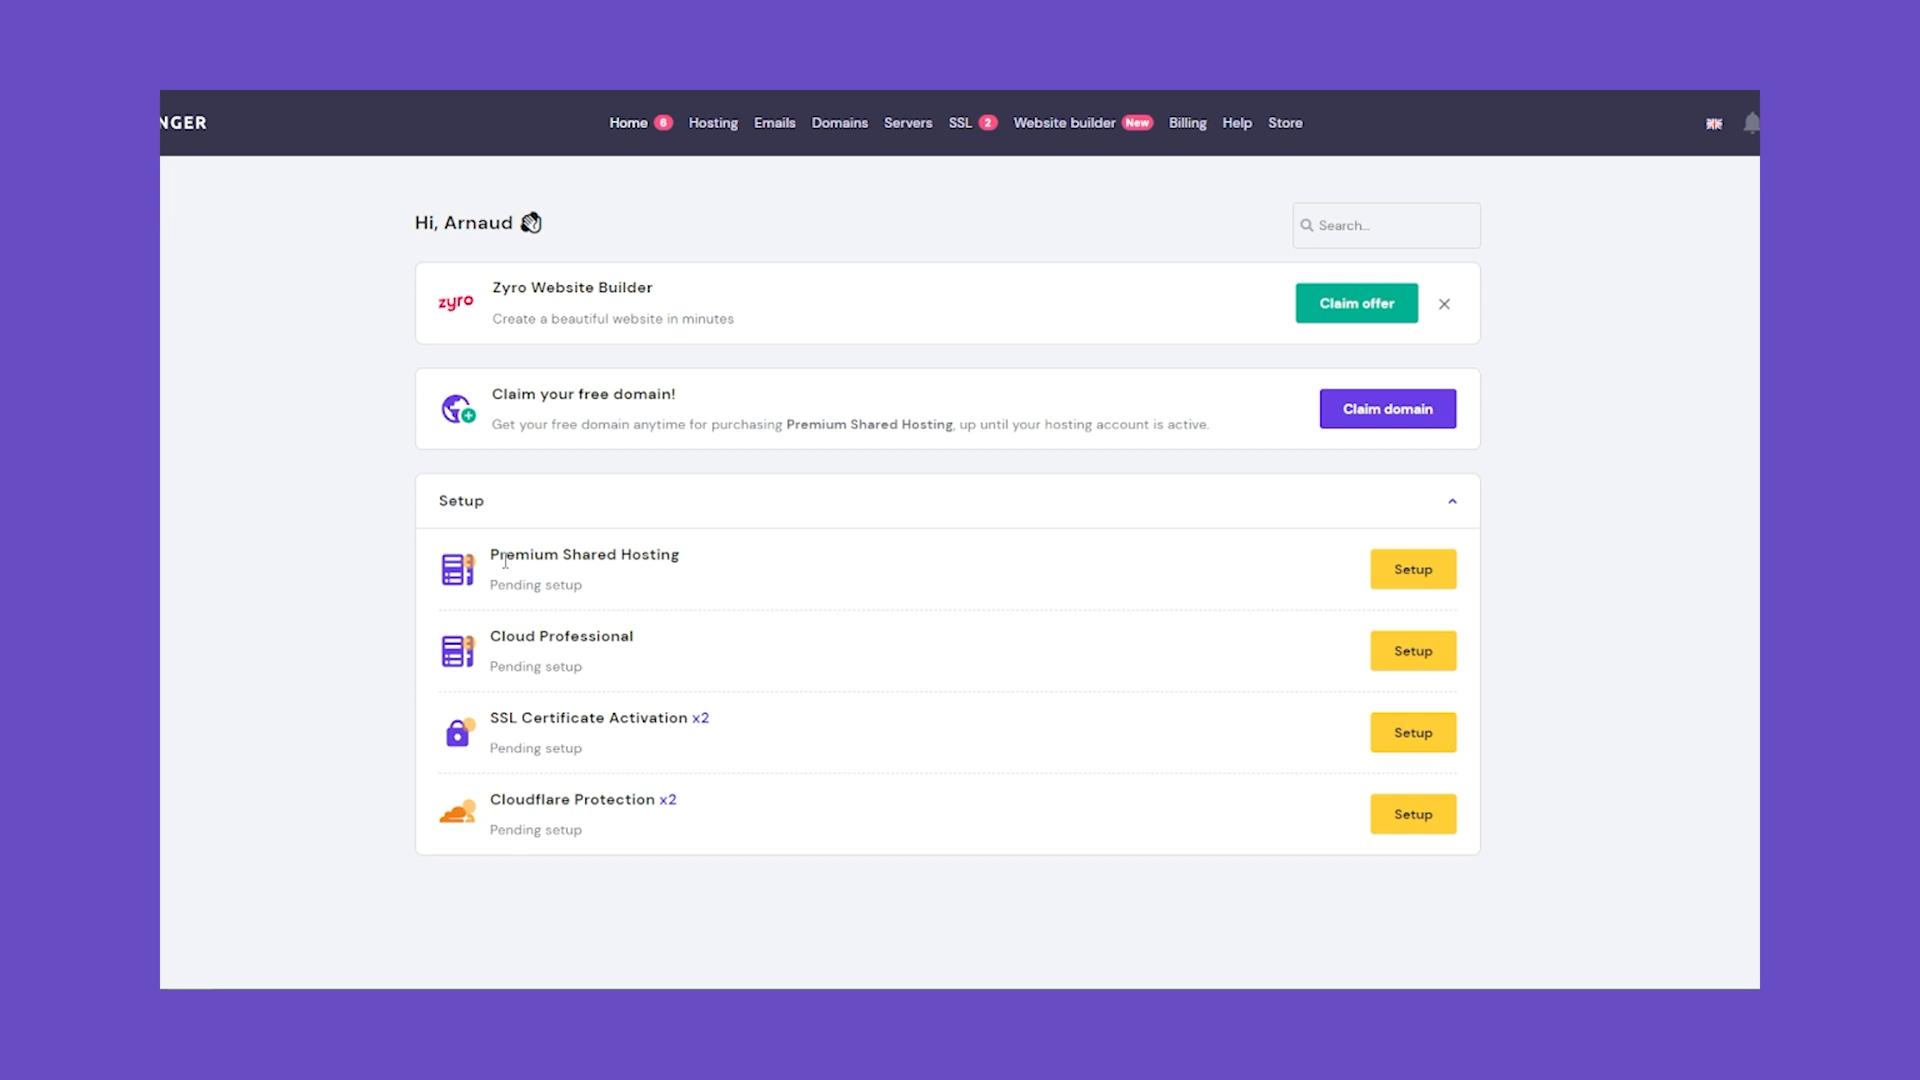 NGER
Home 6 Hosting Emails Domains Servers SSL 2 Website builder New Billing Help Store
Hi, Arnaud
Search...
zyro
Zyro Website Builder
Create a beautiful website in minutes
Claim offer
Claim your free domain!
Get your free domain anytime for purchasing Premium Shared Hosting, up until your hosting account is active.
Claim domain
Setup
Premium Shared Hosting
Pending setup
Setup
Cloud Professional
Pending setup
Setup
SSL Certificate Activation x2
Pending setup
Setup
Cloudflare Protection x2
Pending setup
Setup